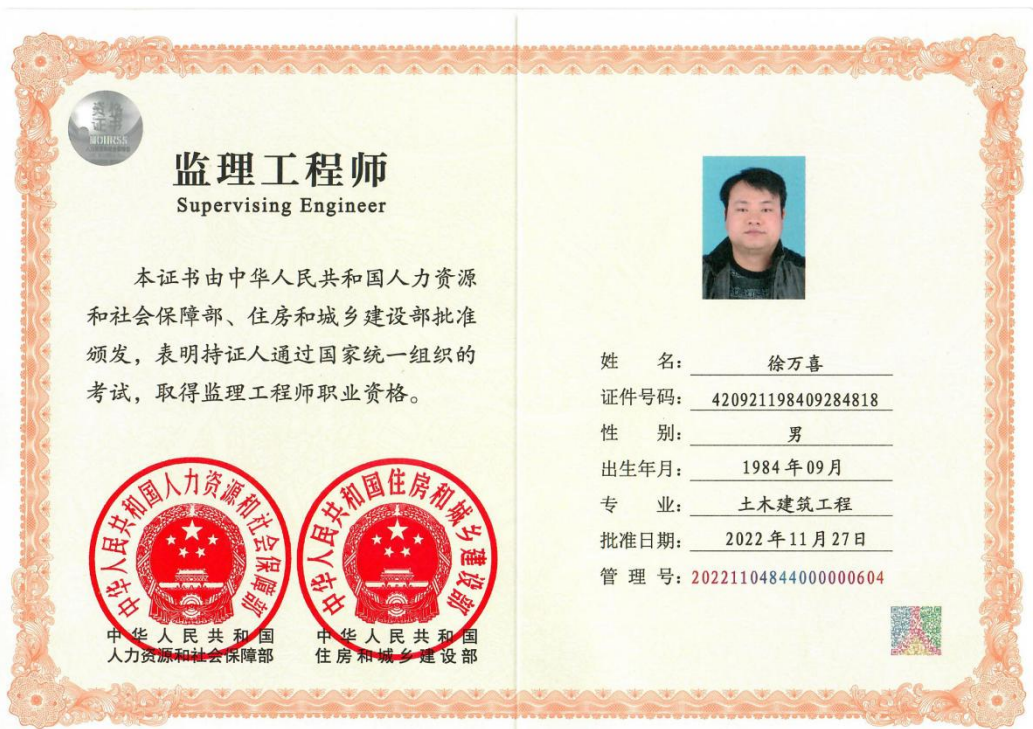 监理工程师
Supervising Engineer
本证书由中华人民共和国人力资源
和社会保障部、住房和城乡建设部批准
颁发，表明持证人通过国家统一组织的
考试，取得监理工程师职业资格。
中华人民共和国人力资源和社会保障部
中华人民共和国住房和城乡建设部
中华人民共和国
人力资源和社会保障部
中华人民共和国
住房和城乡建设部
姓名：徐万喜
证件号码：420921198409284818
性别：男
出生年月：1984年09月
专业：土木建筑工程
批准日期：2022年11月27日
管理号：20221104844000000604